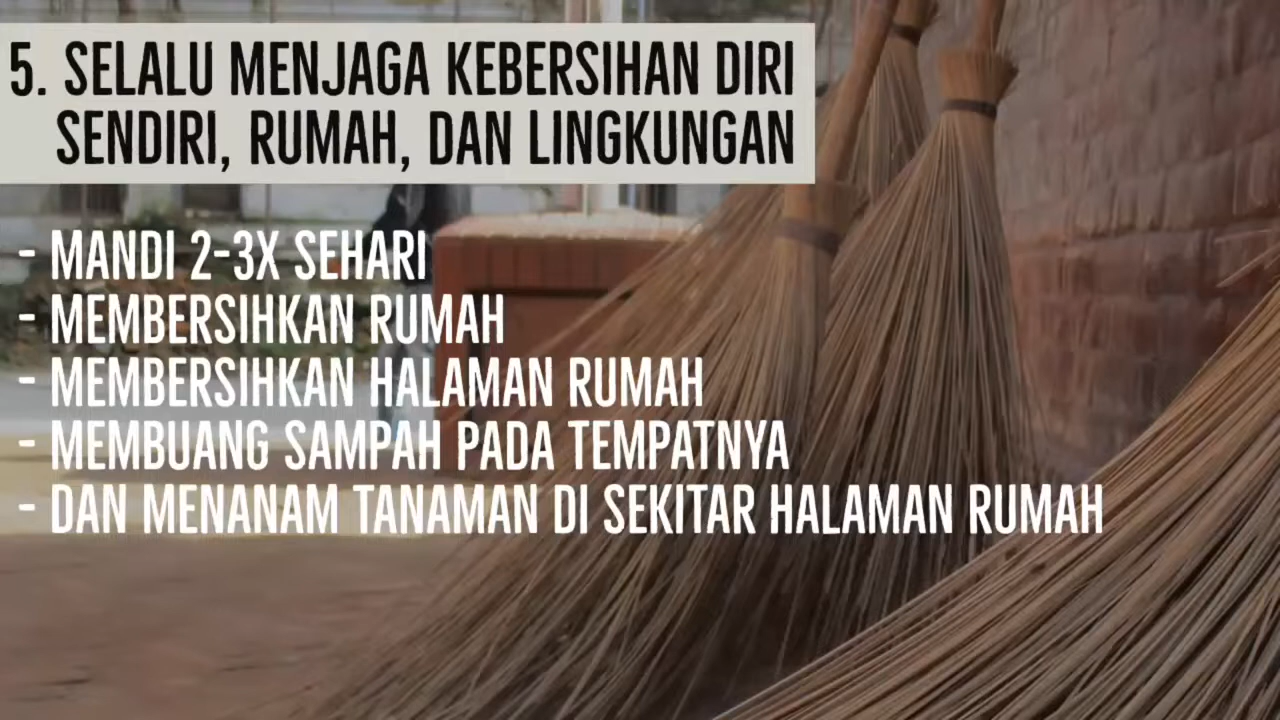 5. SELALU MENJAGA KEBERSIHAN DIRI
SENDIRI, RUMAH, DAN LINGKUNGAN
- MANDI 2-3X SEHARI
- MEMBERSIHKAN RUMAH
- MEMBERSIHKAN HALAMAN RUMAH
- MEMBUANG SAMPAH PADA TEMPATNYA
- DAN MENANAM TANAMAN DI SEKITAR HALAMAN RUMAH